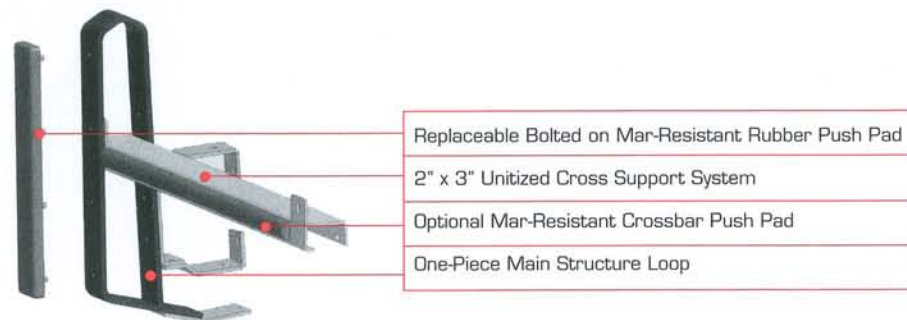 Replaceable Bolted on Mar-Resistant Rubber Push Pad
2" x 3" Unitized Cross Support System
Optional Mar-Resistant Crossbar Push Pad
One-Piece Main Structure Loop